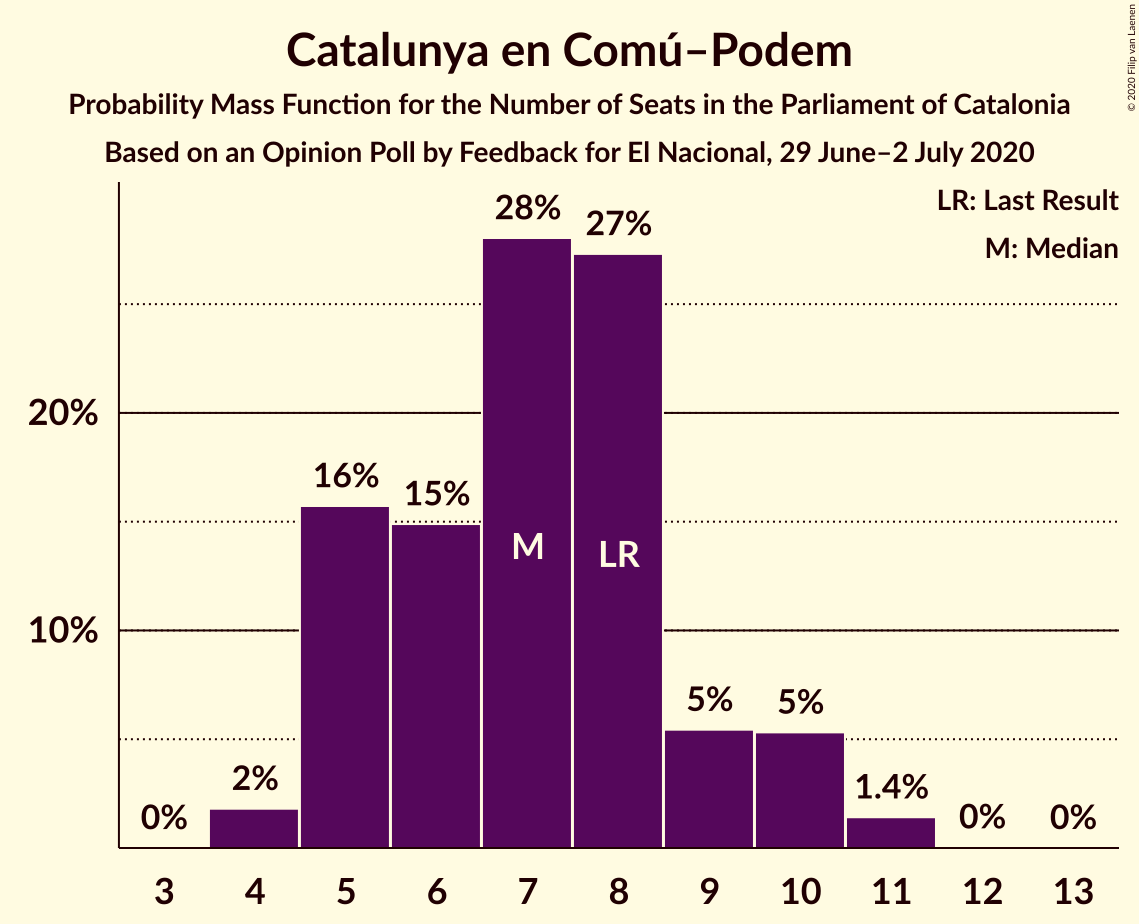 Catalunya en Comú–Podem
Probability Mass Function for the Number of Seats in the Parliament of Catalonia
Based on an Opinion Poll by Feedback for El Nacional, 29 June–2 July 2020
© 2020 Filip van Laenen
LR: Last Result
M: Median
28%
27%
20%
16%
15%
M
LR
10%
5%
5%
2%
1.4%
0%
0%
0%
3 4 5 6 7 8 9 10 11 12 13